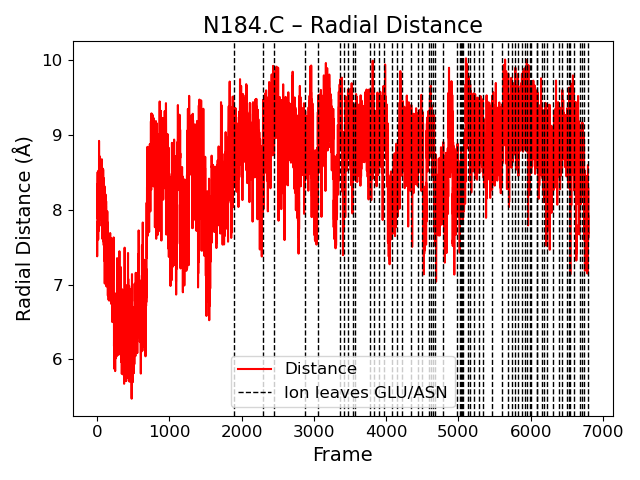 N184.C – Radial Distance
10
9
8
7
6
Radial Distance (Å)
Distance
Ion leaves GLU/ASN
0 1000 2000 3000 4000 5000 6000 7000
Frame